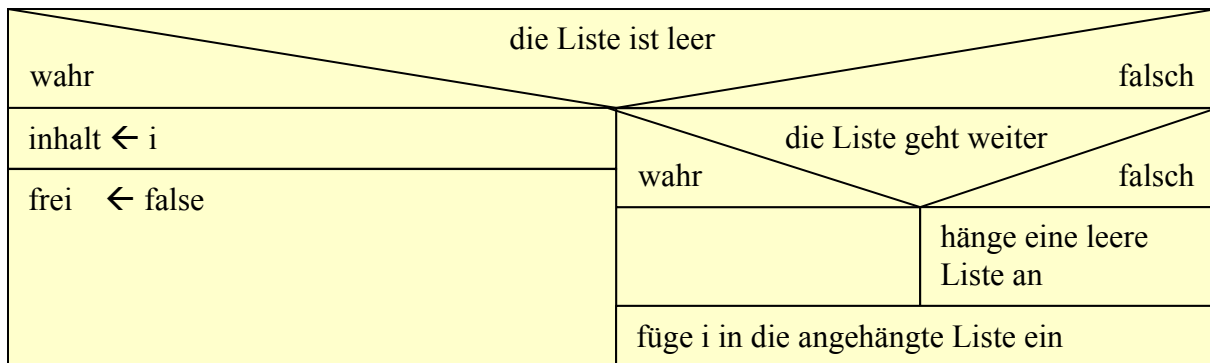 die Liste ist leer
wahr
falsch
inhalt ← i
frei ← false
die Liste geht weiter
wahr
falsch
hänge eine leere
Liste an
füge i in die angehängte Liste ein